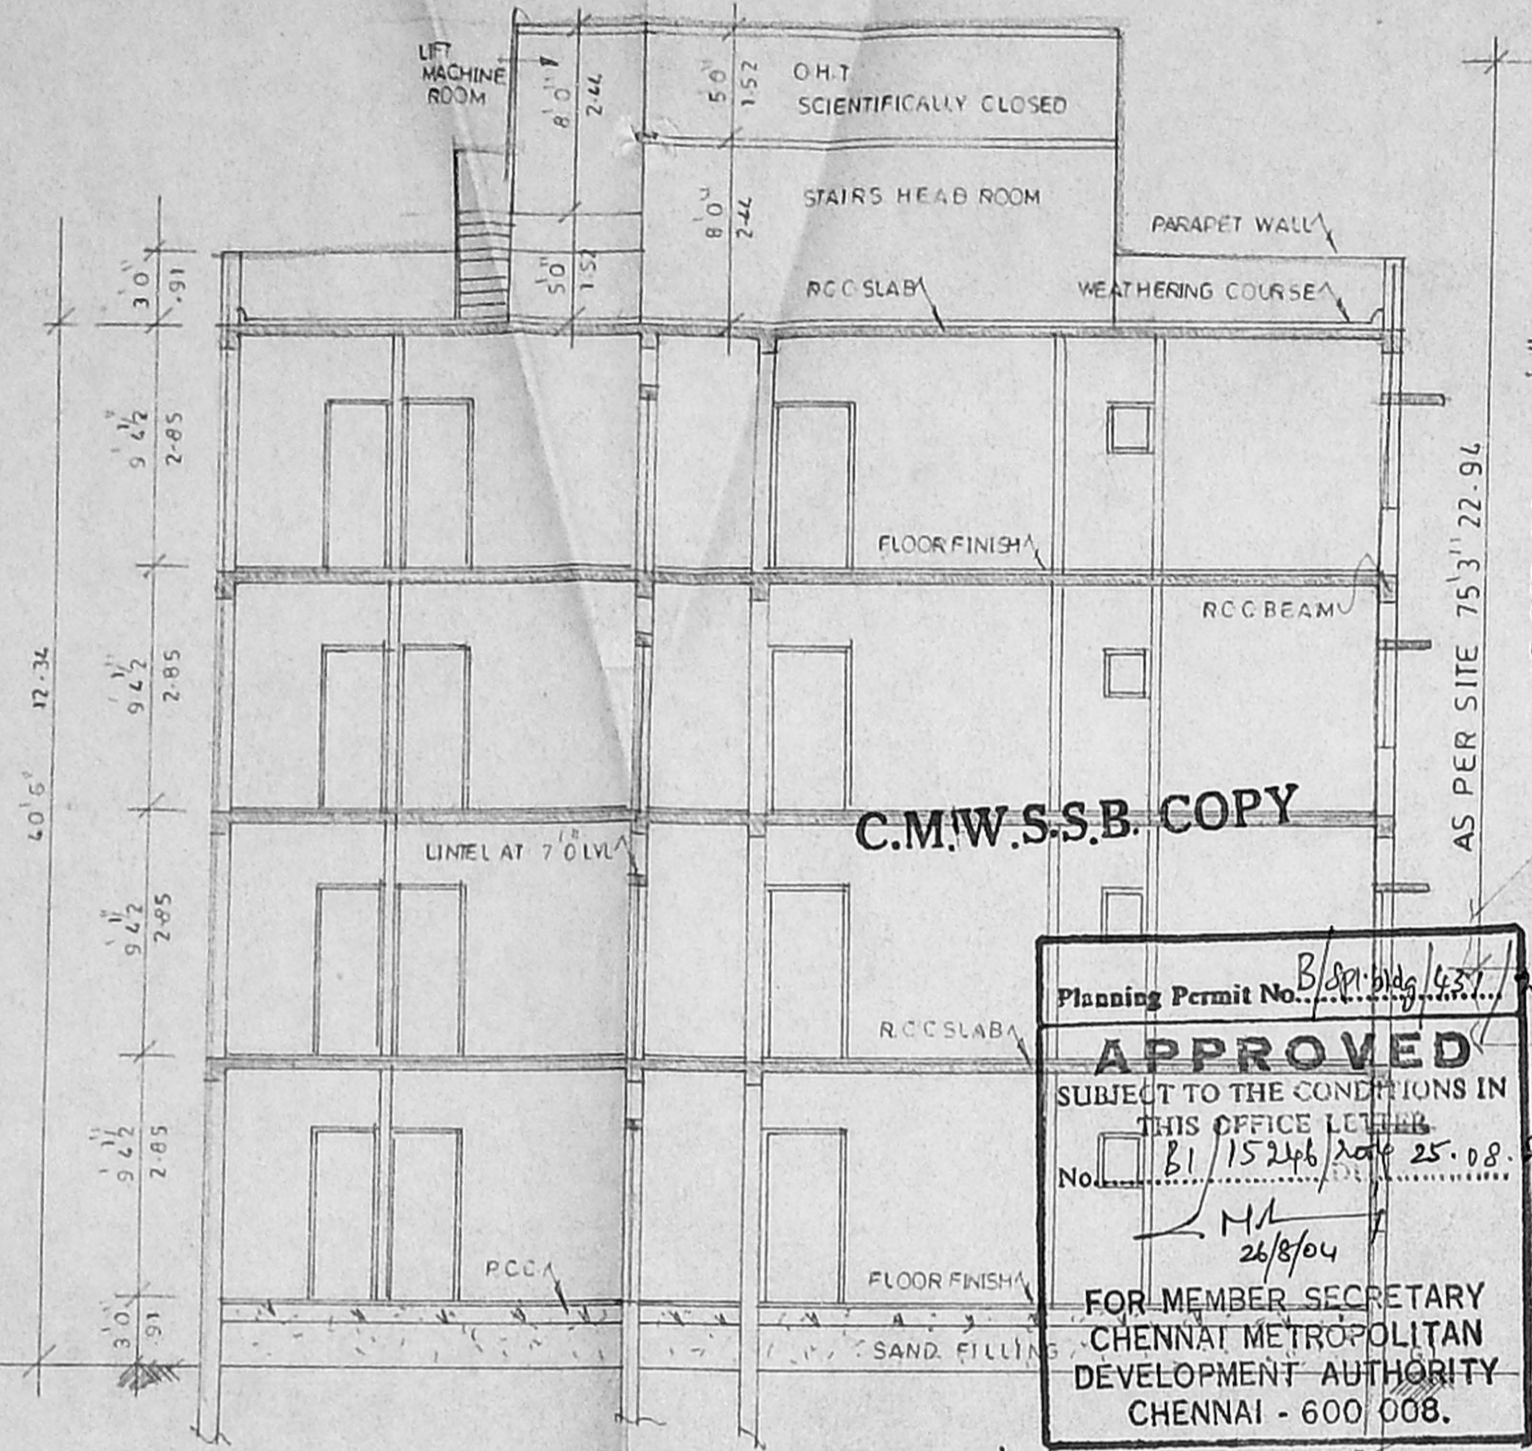 LIFT
MACHINE
ROOM
8'0"
2.44
5'0"
1.52
O.H.T
SCIENTIFICALLY CLOSED
8'0"
2.44
STAIRS HEAD ROOM
PARAPET WALL
3'0"
.91
5'0"
1.52
RCC SLAB
WEATHERING COURSE
9'4½"
2.85
FLOOR FINISH
RCC BEAM
AS PER SITE 75'3" 22.94
9'4½"
2.85
40'6" 12.34
C.M.W.S.S.B. COPY
LINTEL AT 7'0 LVL
9'4½"
2.85
Planning Permit No. B/Spl.bldg/431/
R.C.C SLAB
APPROVED
SUBJECT TO THE CONDITIONS IN
THIS OFFICE LETTER
No. B1/15246/2004 25.08.
9'4½"
2.85
26/8/04
P.C.C
FLOOR FINISH
FOR MEMBER SECRETARY
CHENNAI METROPOLITAN
DEVELOPMENT AUTHORITY
CHENNAI - 600 008.
3'0"
.91
SAND FILLING